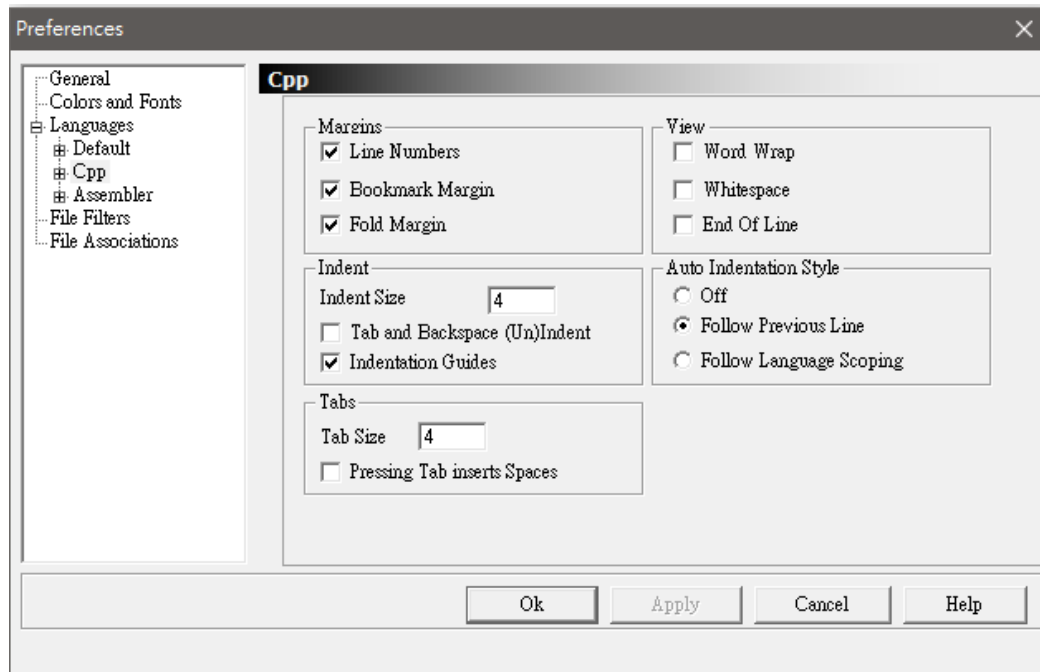 Preferences
General
Colors and Fonts
Languages
Default
Cpp
Assembler
File Filters
File Associations
Cpp
Margins
Line Numbers
Bookmark Margin
Fold Margin
View
Word Wrap
Whitespace
End Of Line
Indent
Indent Size 4
Tab and Backspace (Un)Indent
Indentation Guides
Auto Indentation Style
Off
Follow Previous Line
Follow Language Scoping
Tabs
Tab Size 4
Pressing Tab inserts Spaces
Ok Apply Cancel Help